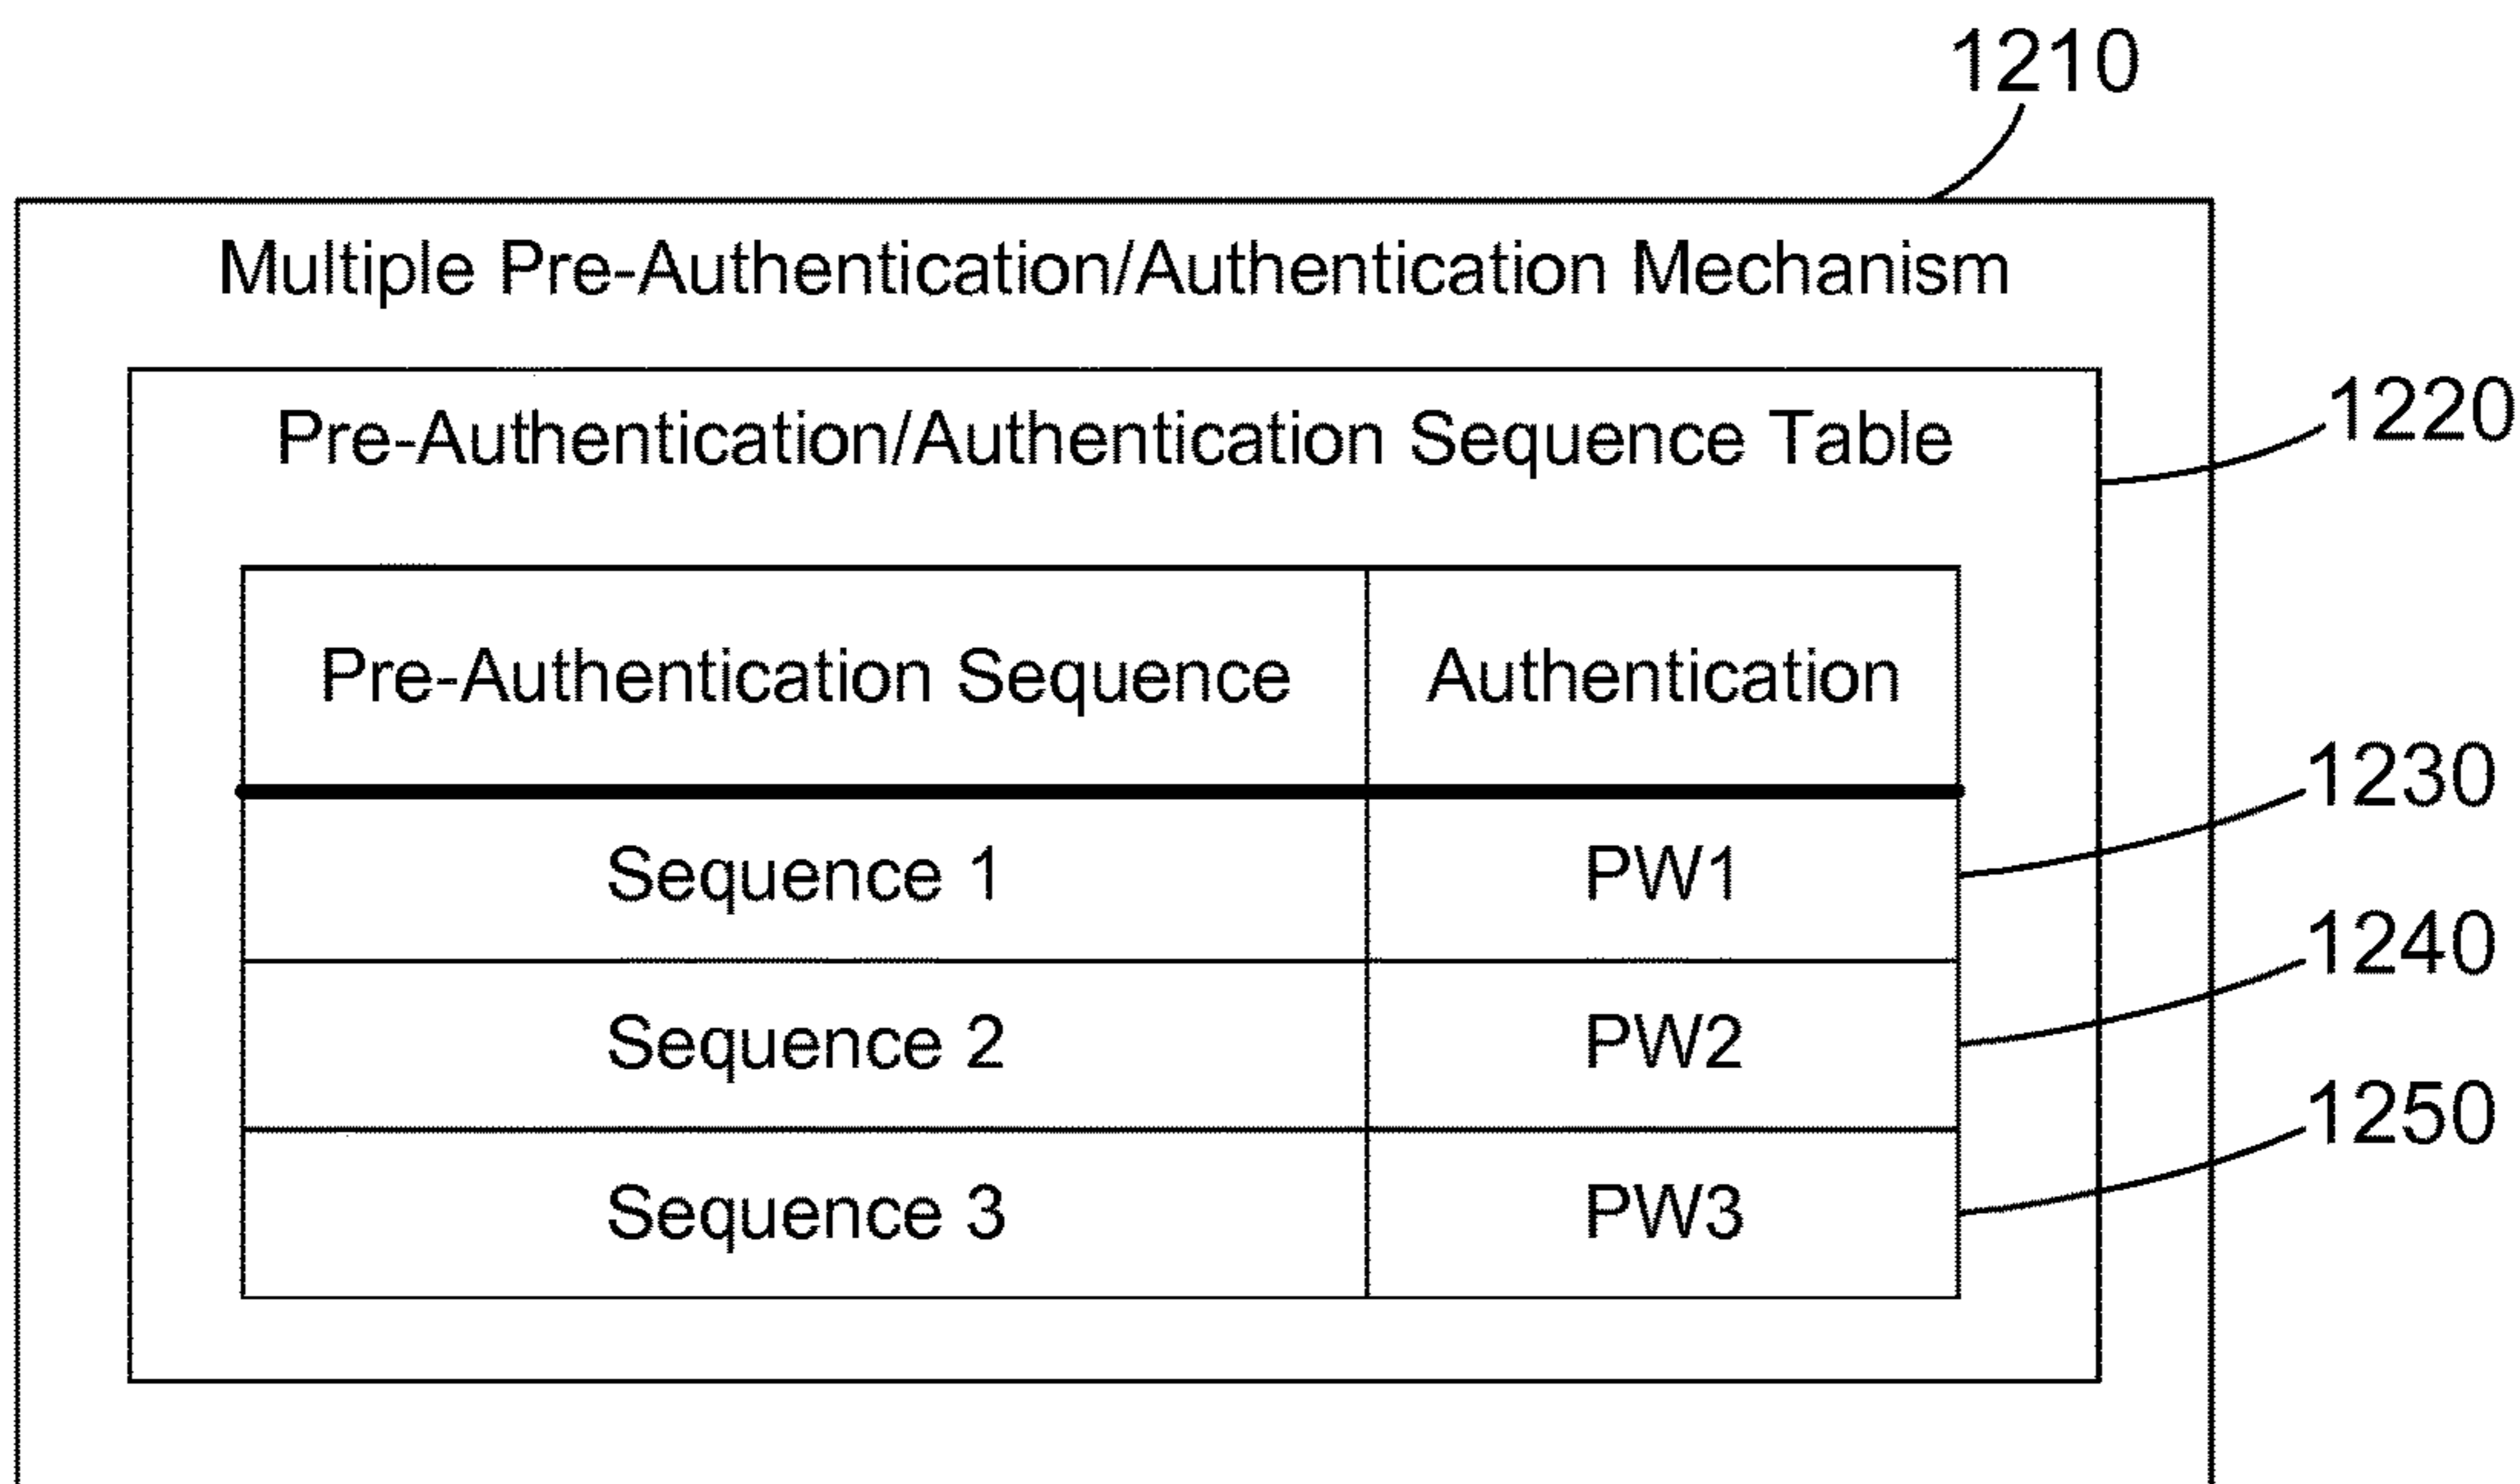 1210
Multiple Pre-Authentication/Authentication Mechanism
Pre-Authentication/Authentication Sequence Table
1220
Pre-Authentication Sequence Authentication
1230
Sequence 1 PW1
1240
Sequence 2 PW2
1250
Sequence 3 PW3